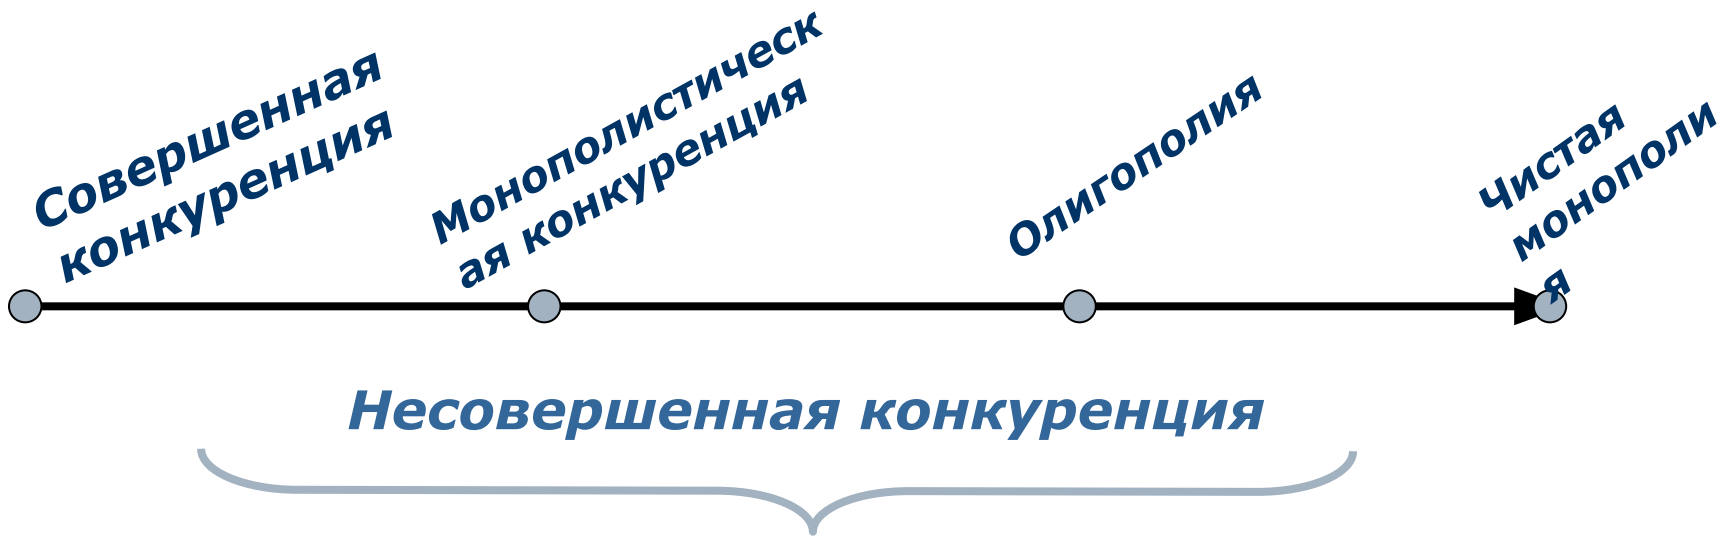 Совершенная
конкуренция
Монополистическ
ая конкуренция
Олигополия
Чистая
монополи
я
Несовершенная конкуренция